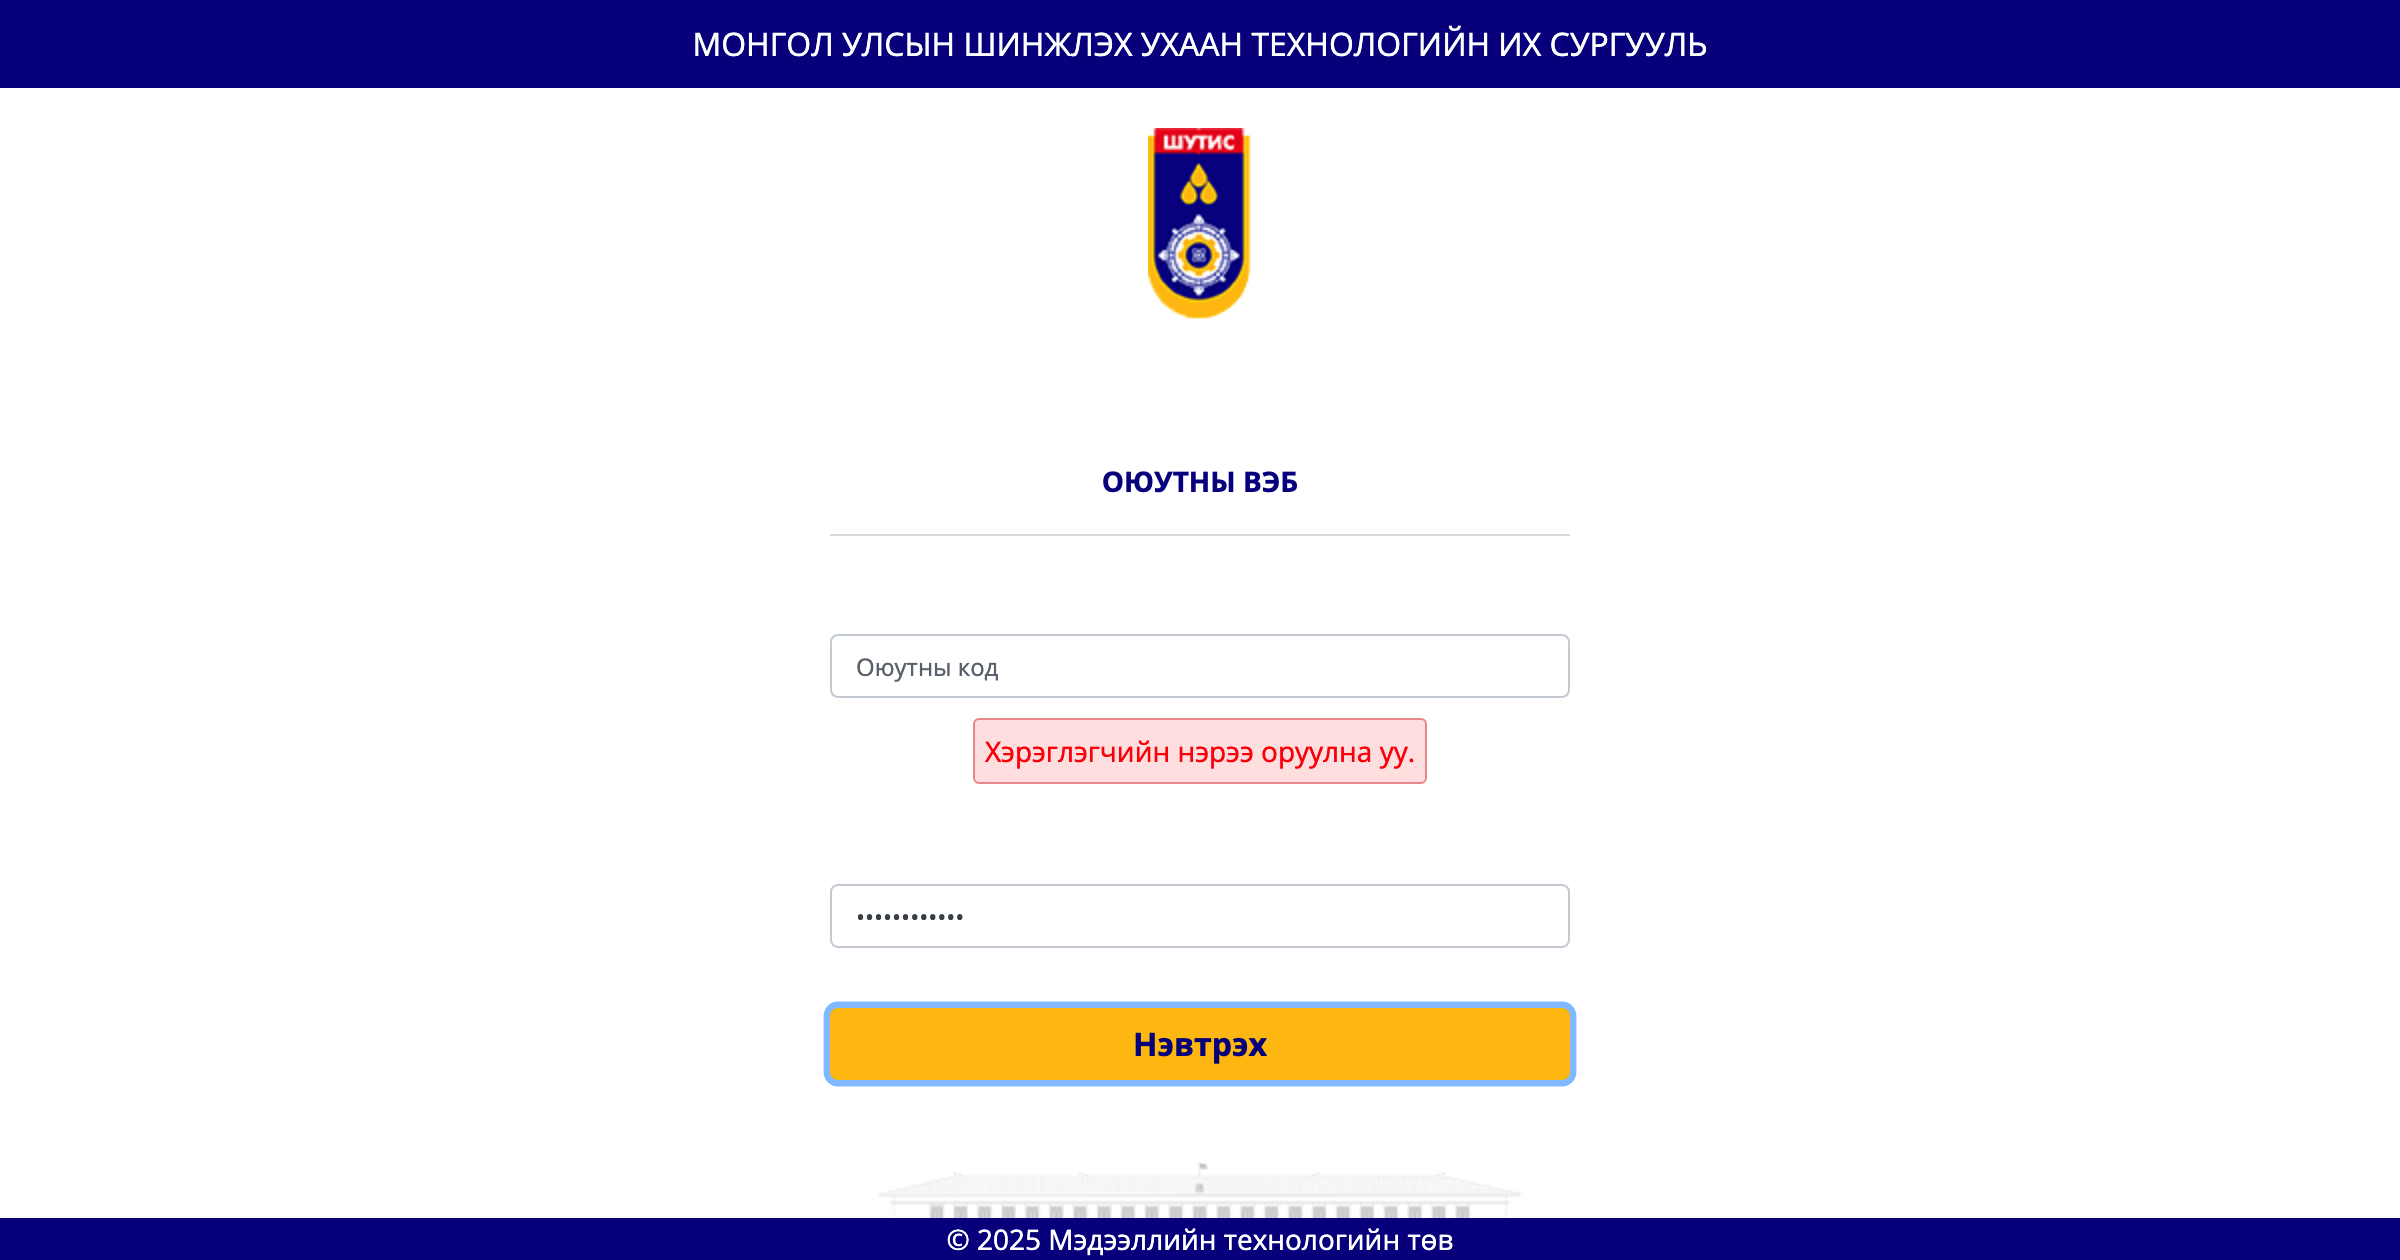 МОНГОЛ УЛСЫН ШИНЖЛЭХ УХААН ТЕХНОЛОГИЙН ИХ СУРГУУЛЬ
ШУТИС
ОЮУТНЫ ВЭБ
Оюутны код
Хэрэглэгчийн нэрээ оруулна уу.
••••••••••••
Нэвтрэх
© 2025 Мэдээллийн технологийн төв